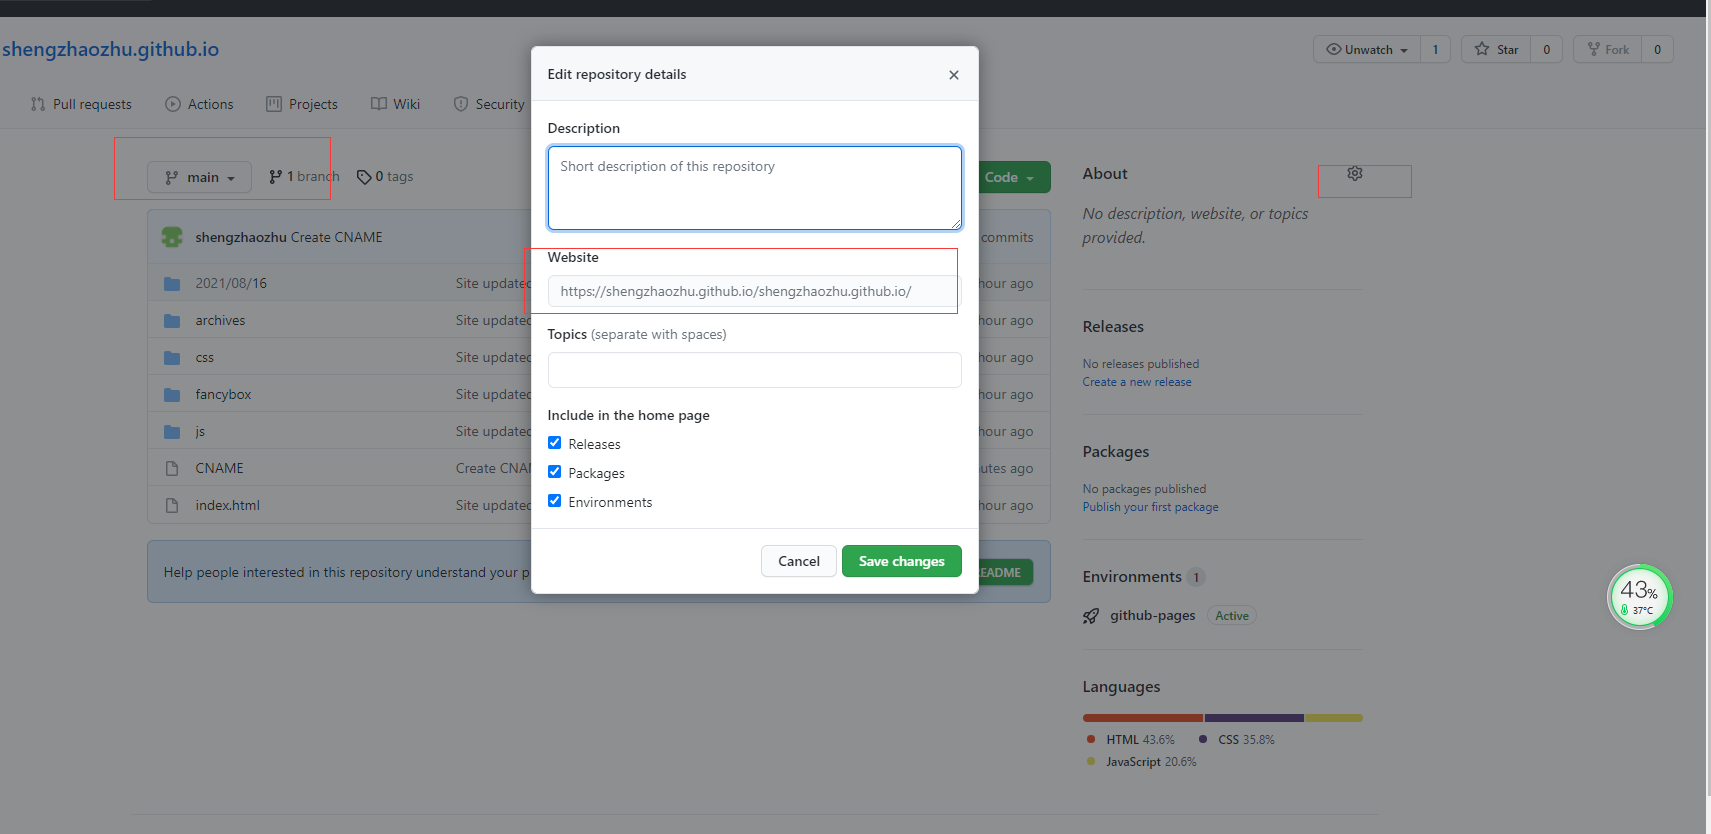 shengzhaozhu.github.io
Unwatch 1 Star 0 Fork 0
Pull requests Actions Projects Wiki Security
main 1 branch 0 tags
Code
shengzhaozhu Create CNAME commits
2021/08/16 Site updated hour ago
archives Site updated hour ago
css Site updated hour ago
fancybox Site updated hour ago
js Site updated hour ago
CNAME Create CNA utes ago
index.html Site updated hour ago
Help people interested in this repository understand your p EADME
Edit repository details
Description
Short description of this repository
Website
https://shengzhaozhu.github.io/shengzhaozhu.github.io/
Topics (separate with spaces)
Include in the home page
Releases
Packages
Environments
Cancel Save changes
About
No description, website, or topics
provided.
Releases
No releases published
Create a new release
Packages
No packages published
Publish your first package
Environments 1
github-pages Active
Languages
HTML 43.6% CSS 35.8%
JavaScript 20.6%
43%
37°C